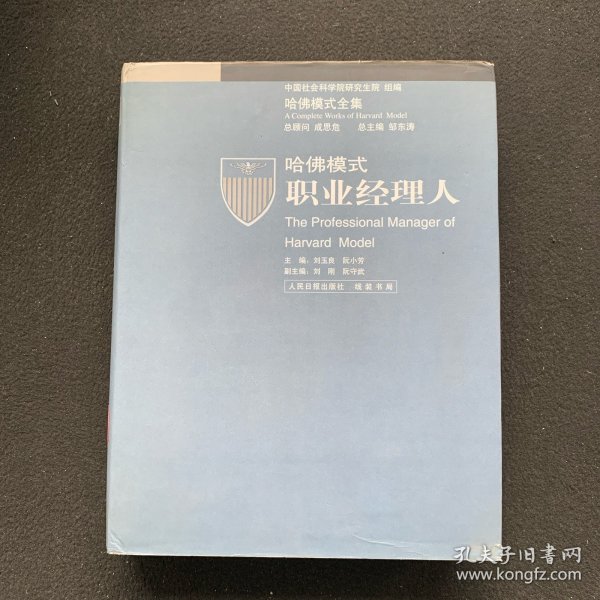 中国社会科学院研究生院 组编
哈佛模式全集
A Complete Works of Harvard Model
总顾问 成思危 总主编 邹东涛
哈佛模式
职业经理人
The Professional Manager of
Harvard Model
主 编：刘玉良 阮小芳
副主编：刘 刚 阮守武
人民日报出版社 线装书局
孔夫子旧书网
www.kongfz.com